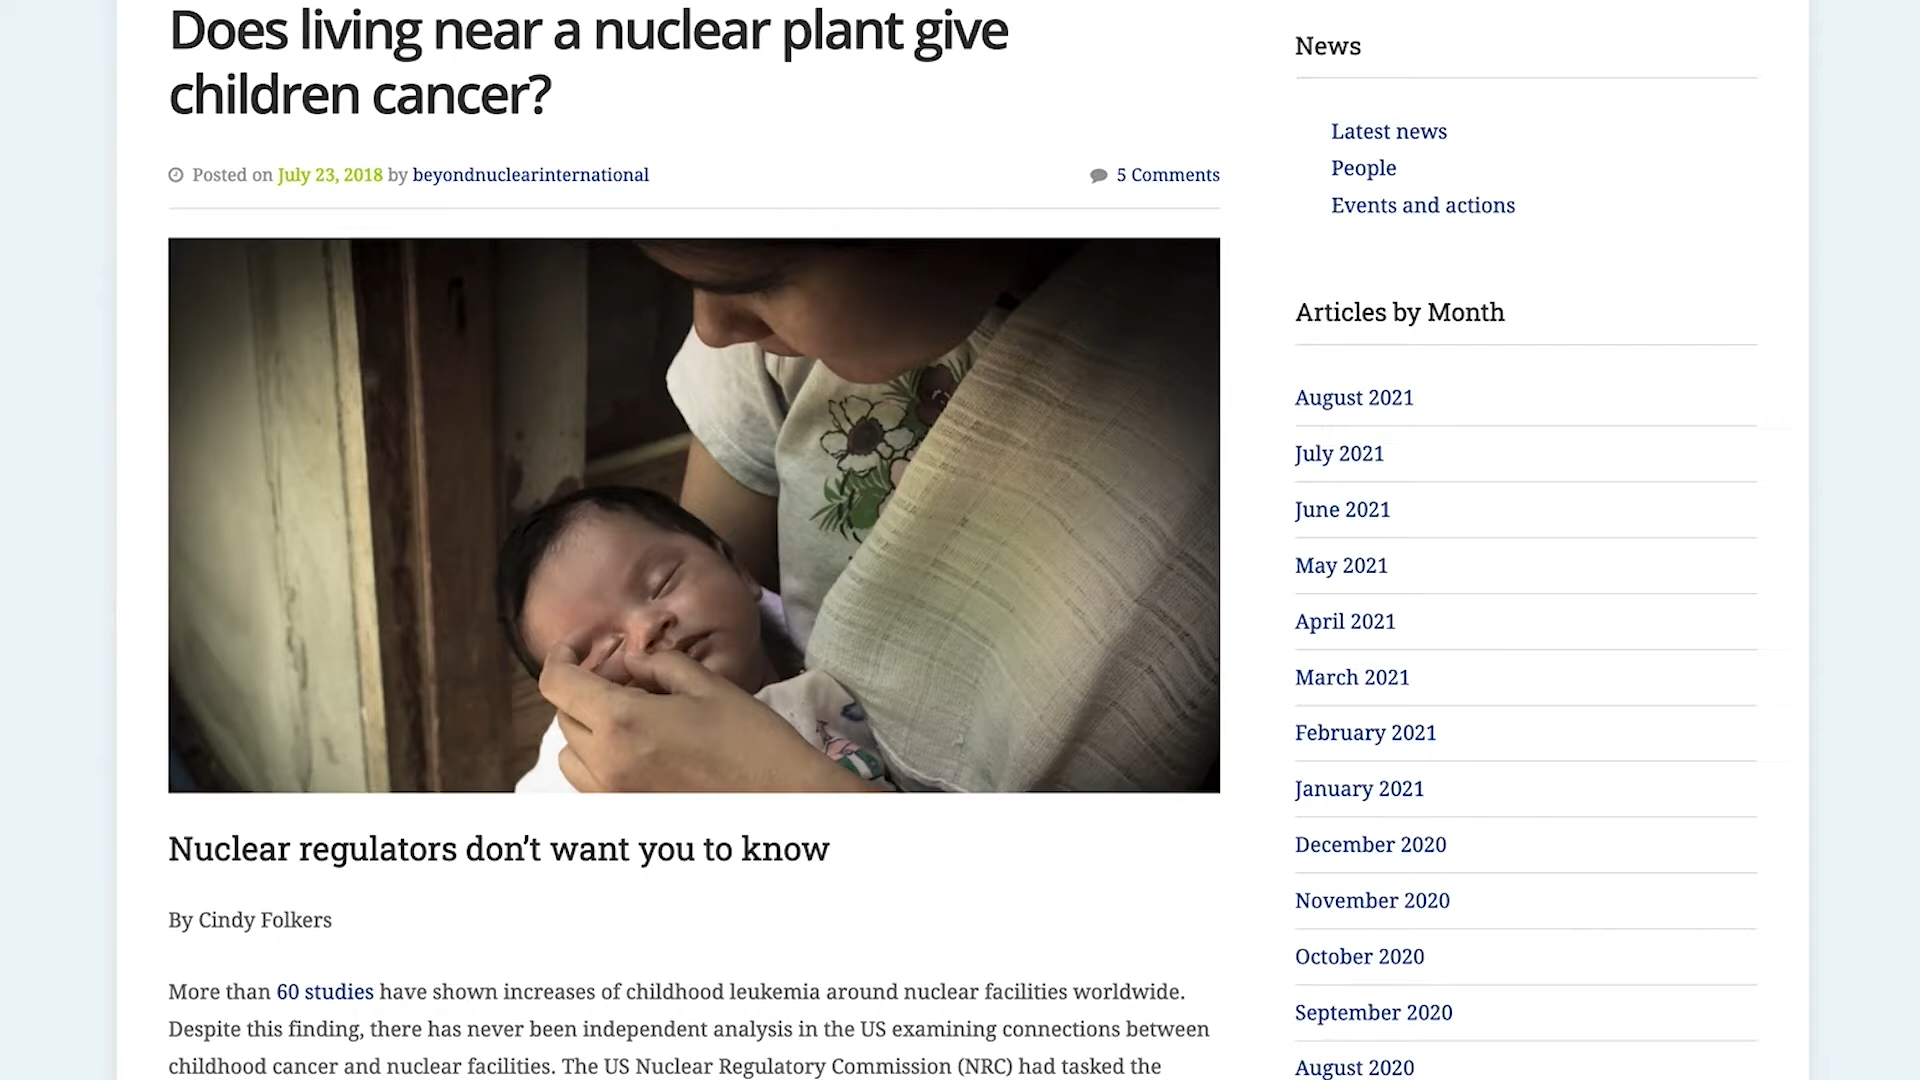 Does living near a nuclear plant give
children cancer?
Posted on July 23, 2018 by beyondnuclearinternational
5 Comments
Nuclear regulators don’t want you to know
By Cindy Folkers
More than 60 studies have shown increases of childhood leukemia around nuclear facilities worldwide.
Despite this finding, there has never been independent analysis in the US examining connections between
childhood cancer and nuclear facilities. The US Nuclear Regulatory Commission (NRC) had tasked the
News
Latest news
People
Events and actions
Articles by Month
August 2021
July 2021
June 2021
May 2021
April 2021
March 2021
February 2021
January 2021
December 2020
November 2020
October 2020
September 2020
August 2020